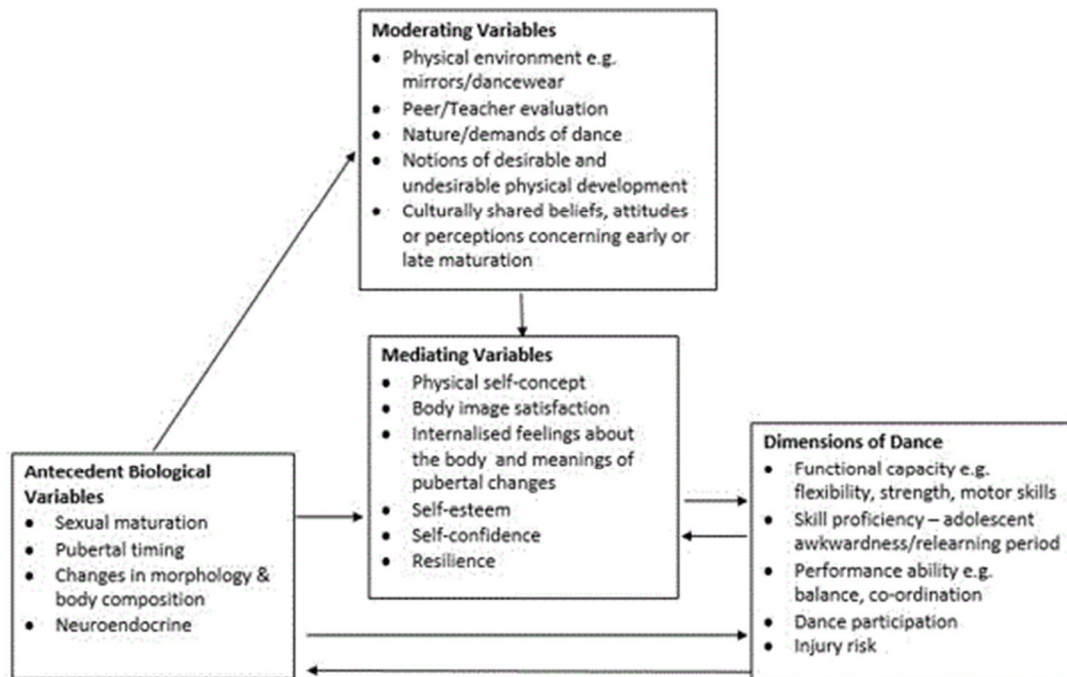 Moderating Variables
● Physical environment e.g.
mirrors/dancewear
● Peer/Teacher evaluation
● Nature/demands of dance
● Notions of desirable and
undesirable physical development
● Culturally shared beliefs, attitudes
or perceptions concerning early or
late maturation
Mediating Variables
● Physical self-concept
● Body image satisfaction
● Internalised feelings about
the body and meanings of
pubertal changes
● Self-esteem
● Self-confidence
● Resilience
Antecedent Biological
Variables
● Sexual maturation
● Pubertal timing
● Changes in morphology &
body composition
● Neuroendocrine
Dimensions of Dance
● Functional capacity e.g.
flexibility, strength, motor skills
● Skill proficiency – adolescent
awkwardness/relearning period
● Performance ability e.g.
balance, co-ordination
● Dance participation
● Injury risk